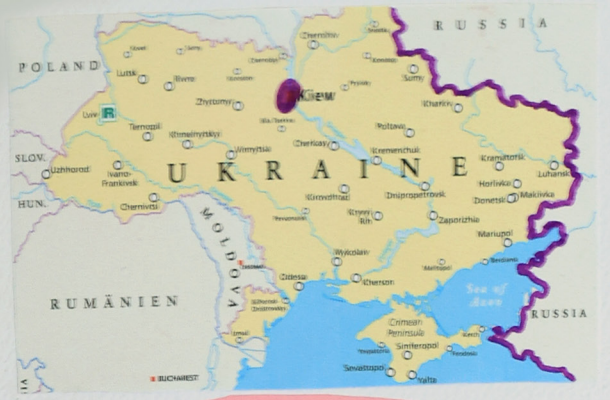 RUSSIA
POLAND
Sumy
Lutsk
Rivne
KIEW
Zhytomyr
Kharkiv
Lviv
R
Ternopil
Khmelnytskyi
Poltava
Cherkasy
Kremenchuk
SLOV.
Vinnytsia
UKRAINE
Uzhhorod
Ivano-
Frankivsk
Kramatorsk
Luhansk
HUN.
Chernivtsi
Kirovohrad
Dnipropetrovsk
Horlivka
Donetsk
Makiivka
Kryvyi
Rih
Zaporizhia
MOLDOVA
Mariupol
Mykolaiv
Odessa
Kherson
Sea of
Azov
RUMÄNIEN
RUSSIA
Crimean
Peninsula
Kerch
Simferopol
Sevastopol
Yalta
BUCHAREST